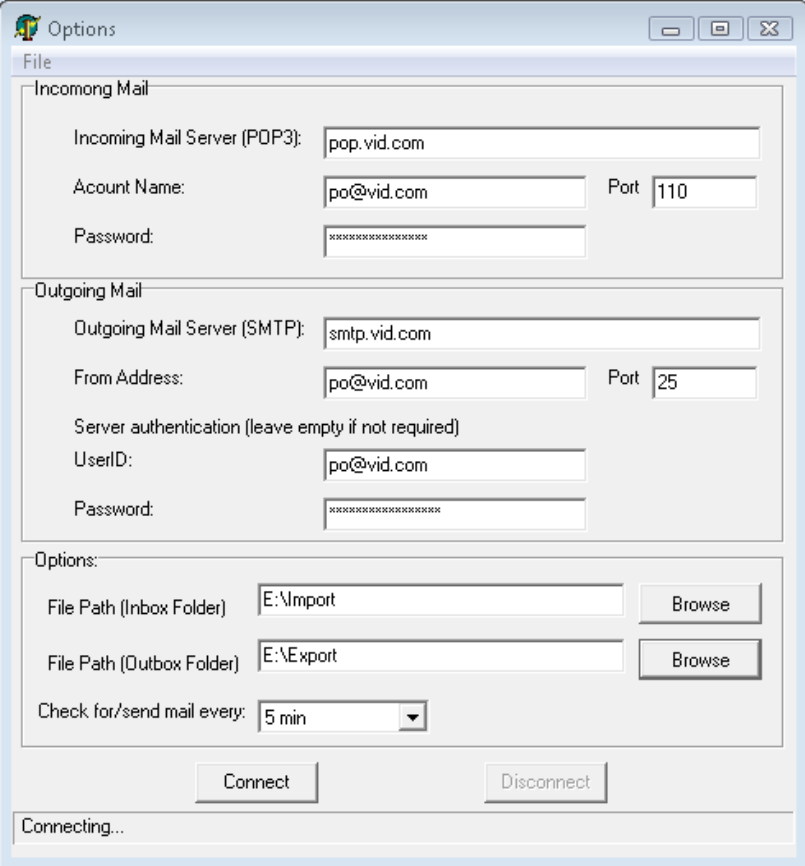 Options
File
Incomong Mail
Incoming Mail Server (POP3): pop.vid.com
Acount Name: po@vid.com Port 110
Password: ***************
Outgoing Mail
Outgoing Mail Server (SMTP): smtp.vid.com
From Address: po@vid.com Port 25
Server authentication (leave empty if not required)
UserID: po@vid.com
Password: *****************
Options:
File Path (Inbox Folder) E:\Import Browse
File Path (Outbox Folder) E:\Export Browse
Check for/send mail every: 5 min
Connect Disconnect
Connecting...